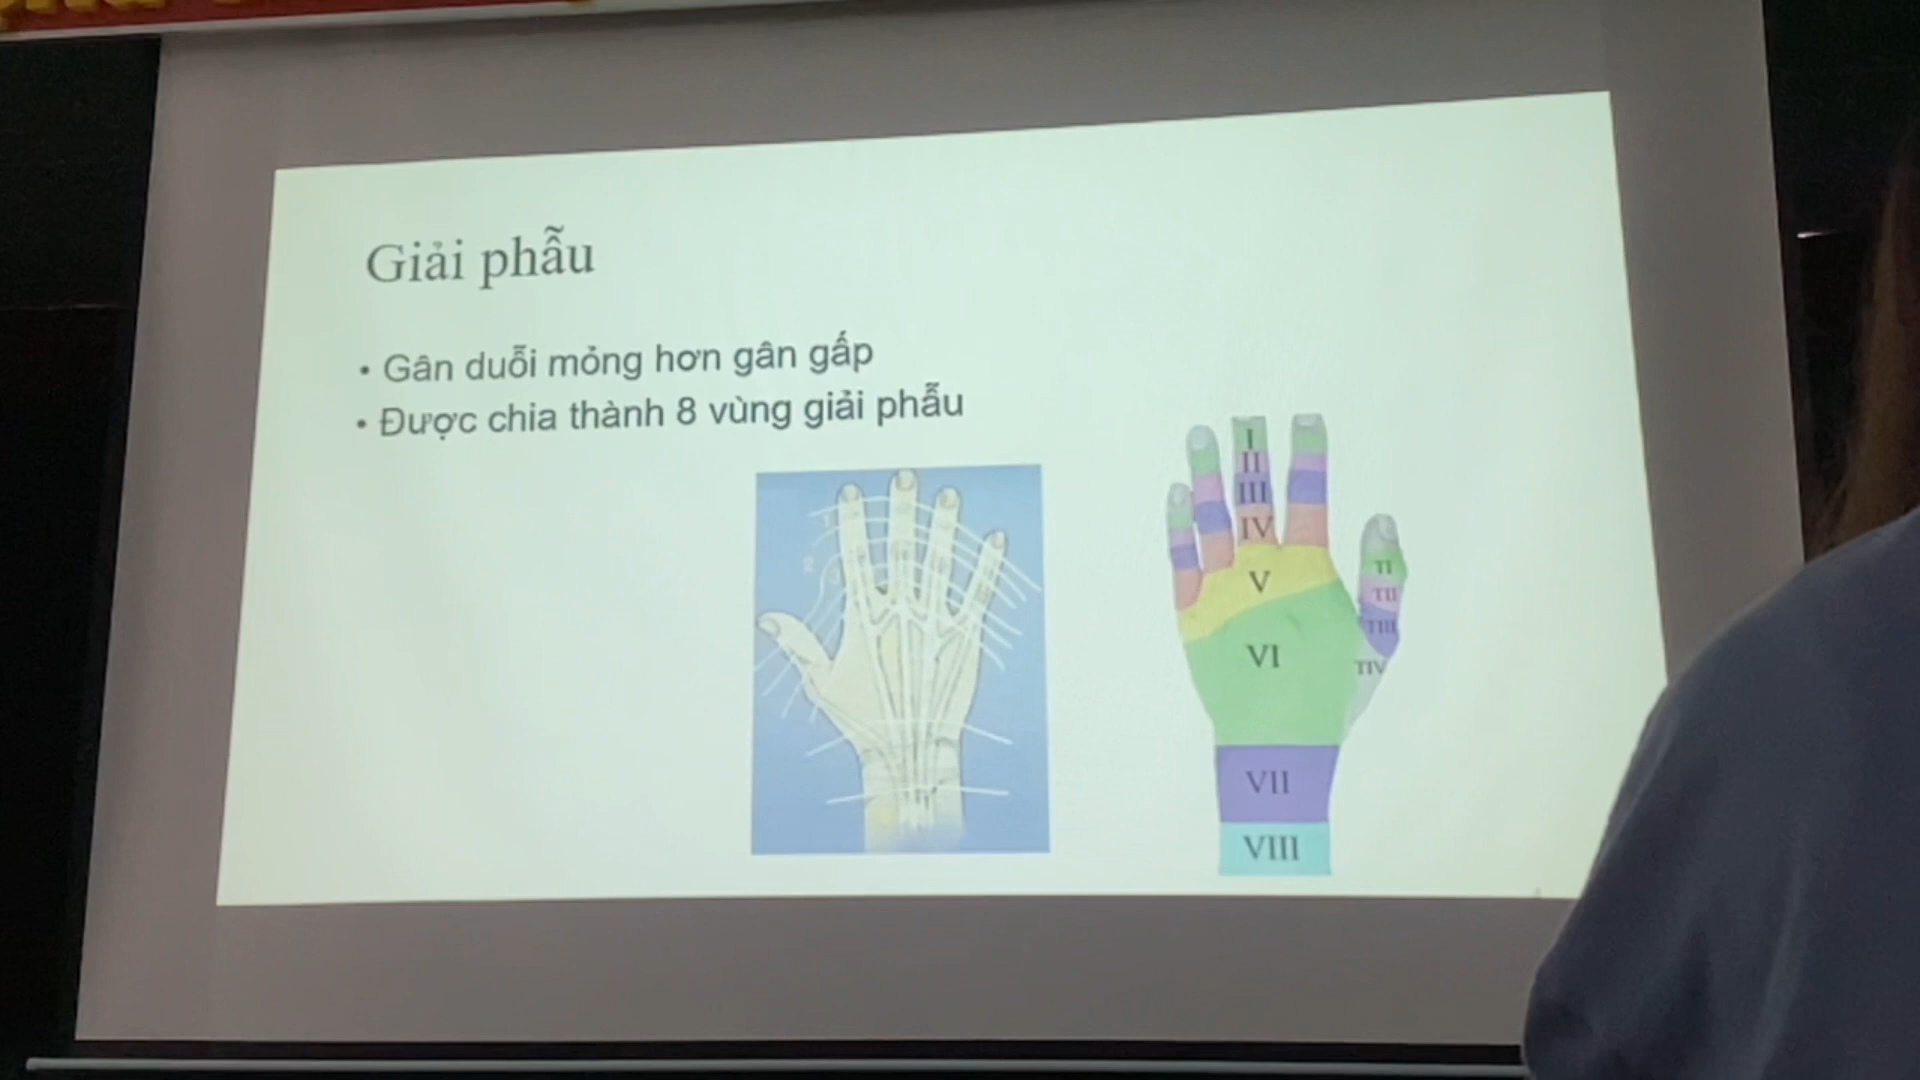 Giải phẫu
• Gân duỗi mỏng hơn gân gấp
• Được chia thành 8 vùng giải phẫu
I
II
III
IV
V
VI
VII
VIII
TI
TII
TIII
TIV